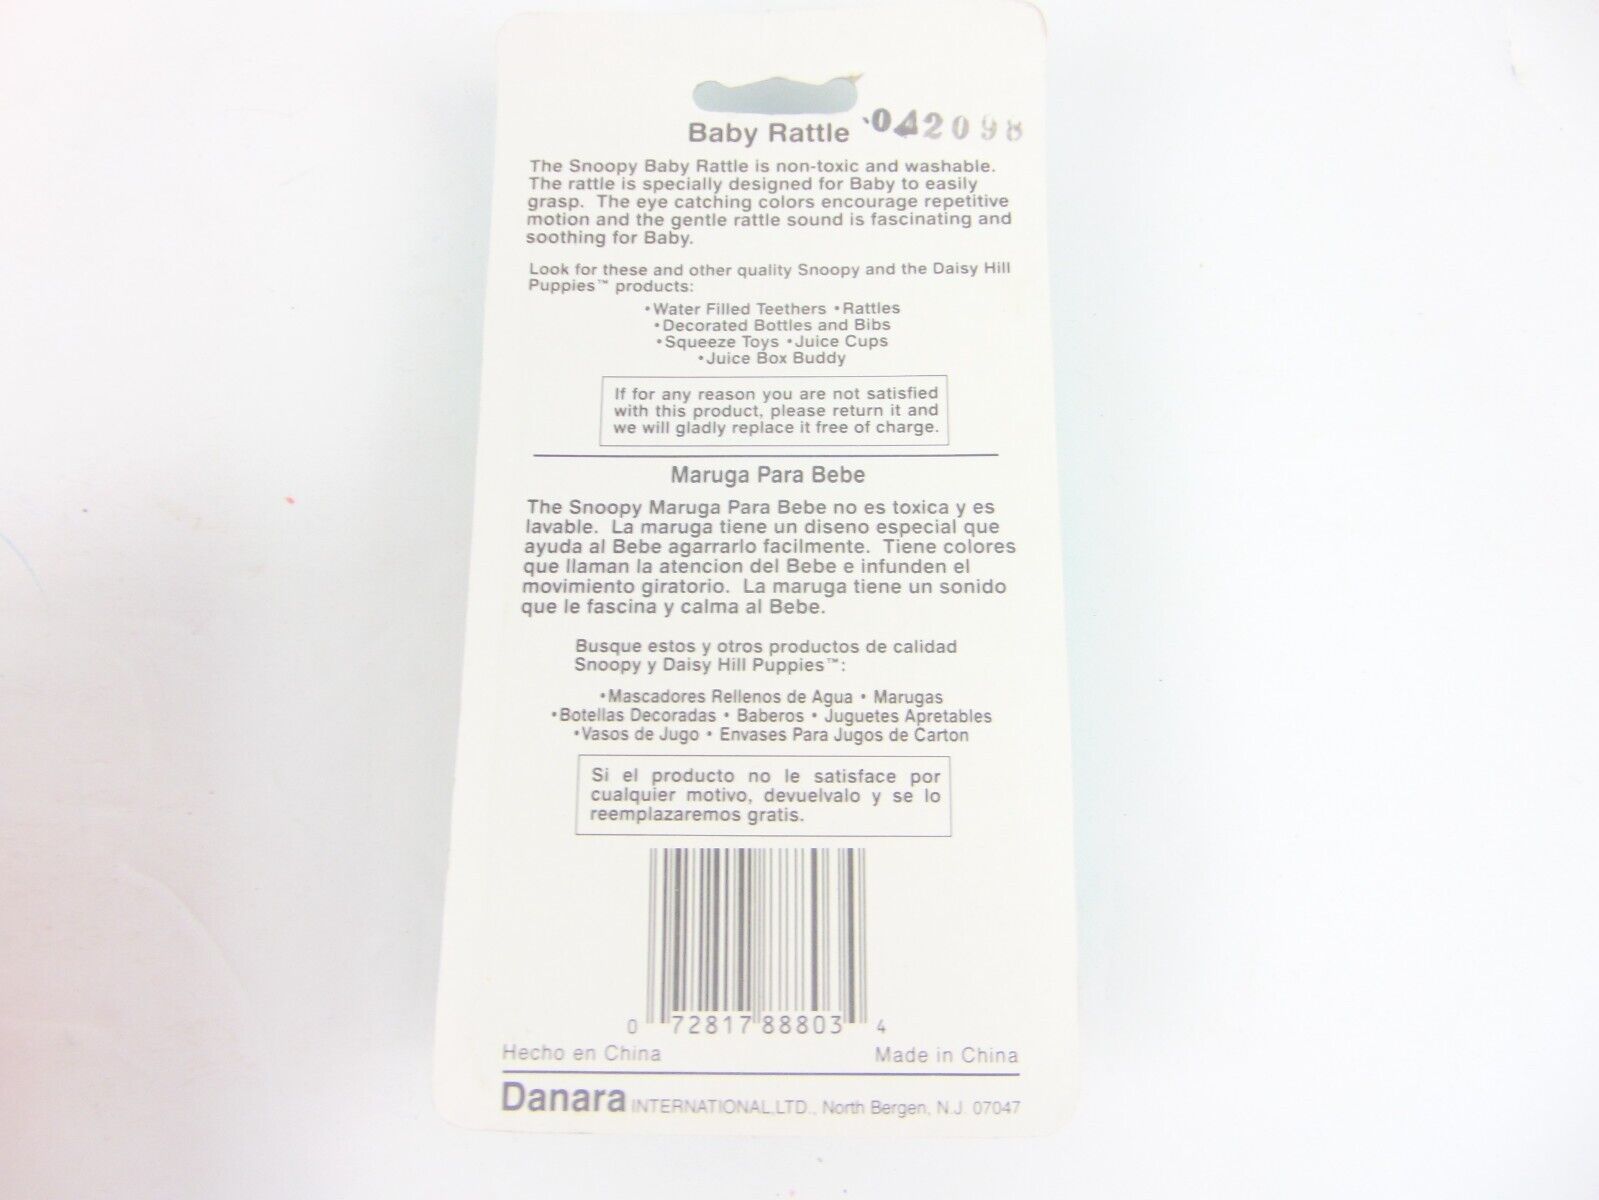 Baby Rattle 042098
The Snoopy Baby Rattle is non-toxic and washable.
The rattle is specially designed for Baby to easily
grasp. The eye catching colors encourage repetitive
motion and the gentle rattle sound is fascinating and
soothing for Baby.
Look for these and other quality Snoopy and the Daisy Hill
Puppies™ products:
•Water Filled Teethers •Rattles
•Decorated Bottles and Bibs
•Squeeze Toys •Juice Cups
•Juice Box Buddy
If for any reason you are not satisfied
with this product, please return it and
we will gladly replace it free of charge.
Maruga Para Bebe
The Snoopy Maruga Para Bebe no es toxica y es
lavable. La maruga tiene un diseno especial que
ayuda al Bebe agarrarlo facilmente. Tiene colores
que llaman la atencion del Bebe e infunden el
movimiento giratorio. La maruga tiene un sonido
que le fascina y calma al Bebe.
Busque estos y otros productos de calidad
Snoopy y Daisy Hill Puppies™:
•Mascadores Rellenos de Agua • Marugas
•Botellas Decoradas • Baberos • Juguetes Apretables
•Vasos de Jugo • Envases Para Jugos de Carton
Si el producto no le satisface por
cualquier motivo, devuelvalo y se lo
reemplazaremos gratis.
0 72817 88803 4
Hecho en China Made in China
Danara INTERNATIONAL,LTD., North Bergen, N.J. 07047